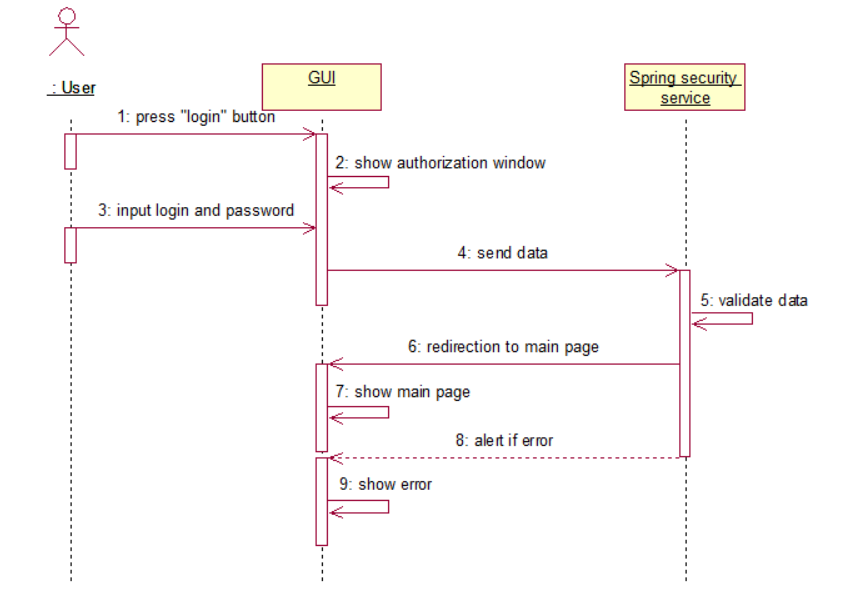 : User
GUI
Spring security
service
1: press "login" button
2: show authorization window
3: input login and password
4: send data
5: validate data
6: redirection to main page
7: show main page
8: alert if error
9: show error